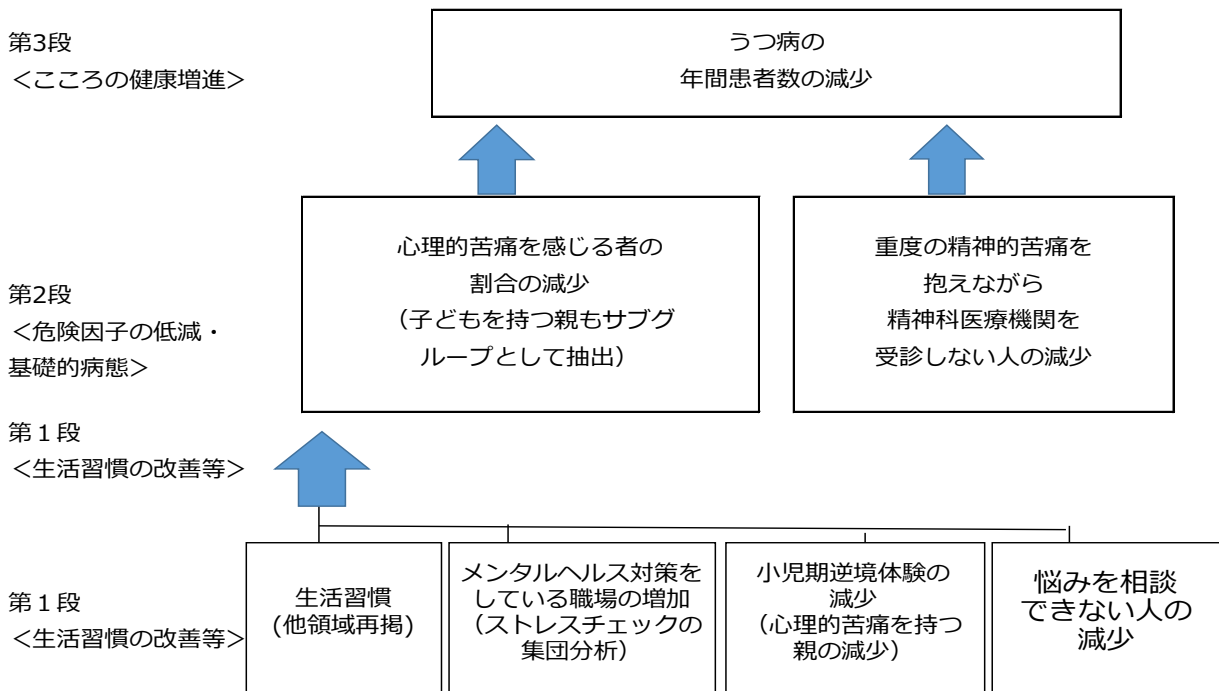 第3段
＜こころの健康増進＞
うつ病の
年間患者数の減少
第2段
＜危険因子の低減・
基礎的病態＞
心理的苦痛を感じる者の
割合の減少
（子どもを持つ親もサブグ
ループとして抽出）
重度の精神的苦痛を
抱えながら
精神科医療機関を
受診しない人の減少
第１段
＜生活習慣の改善等＞
第１段
＜生活習慣の改善等＞
生活習慣
(他領域再掲)
メンタルヘルス対策を
している職場の増加
（ストレスチェックの
集団分析）
小児期逆境体験の
減少
（心理的苦痛を持つ
親の減少）
悩みを相談
できない人の
減少